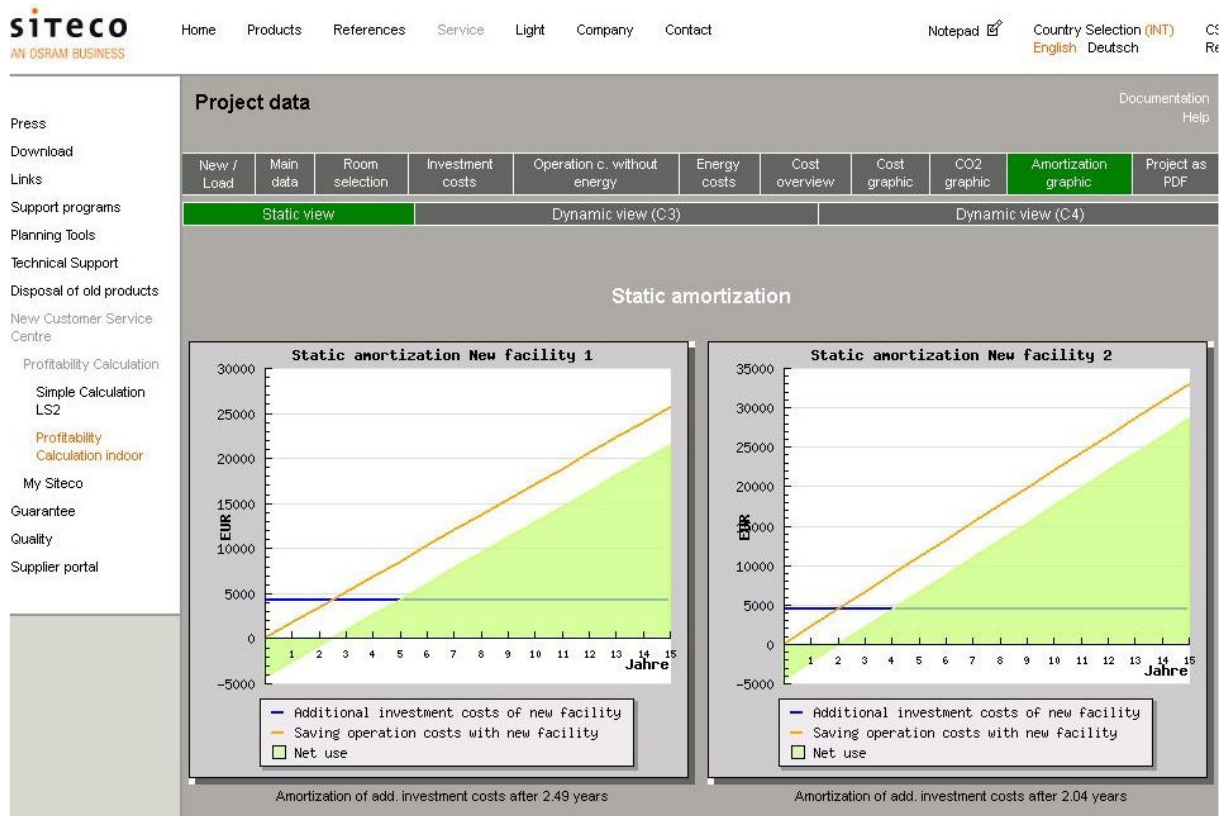 siteco
AN OSRAM BUSINESS
Home Products References Service Light Company Contact
Notepad Country Selection (INT)
English Deutsch
Press
Download
Links
Support programs
Planning Tools
Technical Support
Disposal of old products
New Customer Service
Centre
Profitability Calculation
Simple Calculation
LS2
Profitability
Calculation indoor
My Siteco
Guarantee
Quality
Supplier portal
Project data
Documentation
Help
New /
Load
Main
data
Room
selection
Investment
costs
Operation c. without
energy
Energy
costs
Cost
overview
Cost
graphic
CO2
graphic
Amortization
graphic
Project as
PDF
Static view
Dynamic view (C3)
Dynamic view (C4)
Static amortization
Static amortization New facility 1
30000
25000
20000
15000
EUR
10000
5000
0
-5000
1 2 3 4 5 6 7 8 9 10 11 12 13 14 15
Jahre
Additional investment costs of new facility
Saving operation costs with new facility
Net use
Amortization of add. investment costs after 2.49 years
Static amortization New facility 2
35000
30000
25000
20000
EUR
10000
5000
0
-5000
1 2 3 4 5 6 7 8 9 10 11 12 13 14 15
Jahre
Additional investment costs of new facility
Saving operation costs with new facility
Net use
Amortization of add. investment costs after 2.04 years